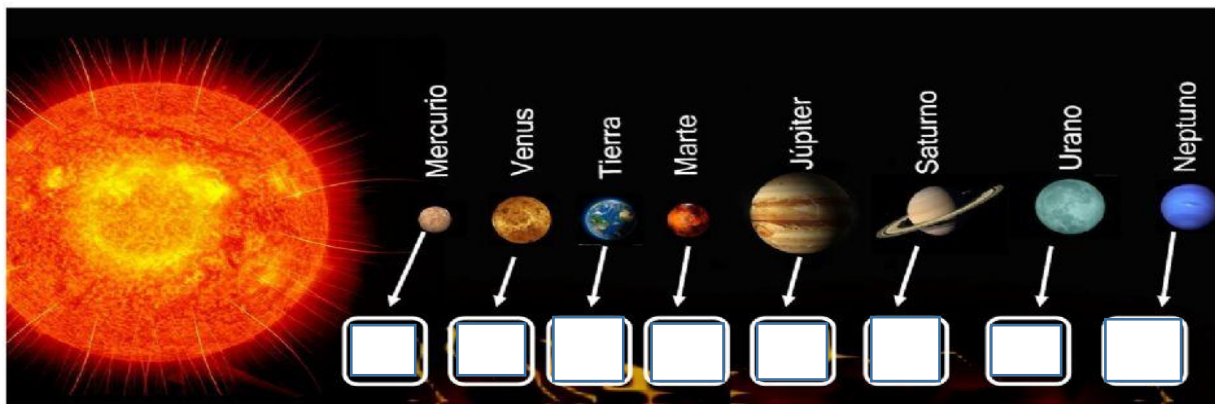 Mercurio
Venus
Tierra
Marte
Júpiter
Saturno
Urano
Neptuno